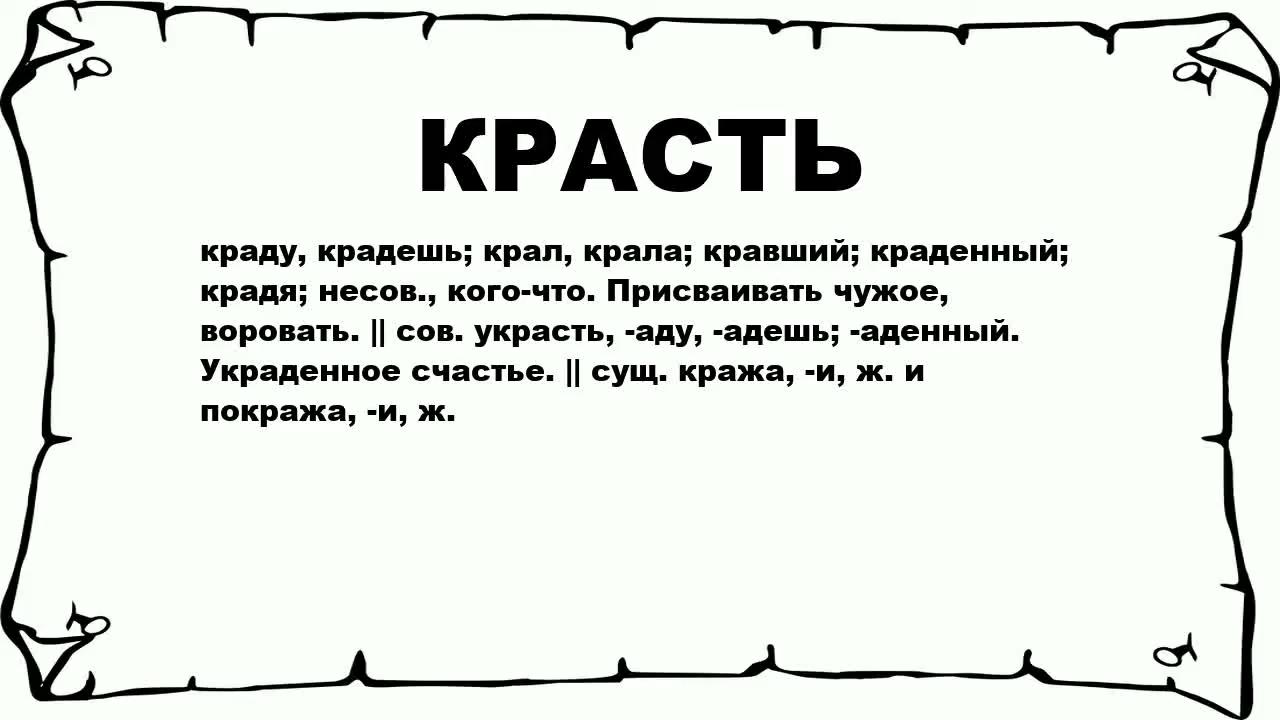 КРАСТЬ
краду, крадешь; крал, крала; кравший; краденный;
крадя; несов., кого-что. Присваивать чужое,
воровать. || сов. украсть, -аду, -адешь; -аденный.
Украденное счастье. || сущ. кража, -и, ж. и
покража, -и, ж.